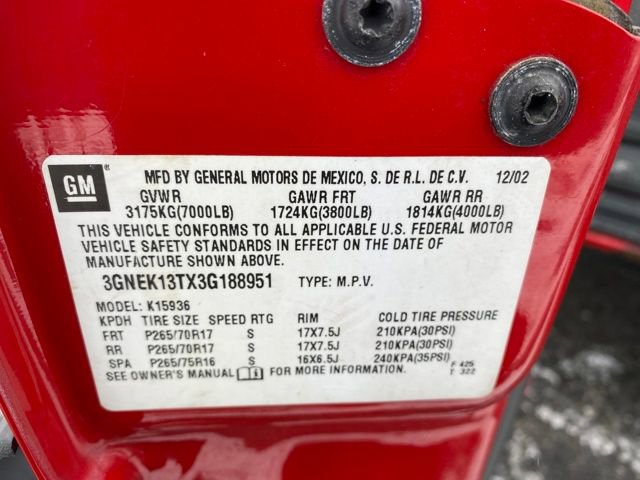 GM
MFD BY GENERAL MOTORS DE MEXICO, S. DE R.L. DE C.V. 12/02
GVWR GAWR FRT GAWR RR
3175KG(7000LB) 1724KG(3800LB) 1814KG(4000LB)
THIS VEHICLE CONFORMS TO ALL APPLICABLE U.S. FEDERAL MOTOR
VEHICLE SAFETY STANDARDS IN EFFECT ON THE DATE OF
MANUFACTURE SHOWN ABOVE.
3GNEK13TX3G188951 TYPE: M.P.V.
MODEL: K15936
KPDH TIRE SIZE SPEED RTG RIM COLD TIRE PRESSURE
FRT P265/70R17 S 17X7.5J 210KPA(30PSI)
RR P265/70R17 S 17X7.5J 210KPA(30PSI)
SPA P265/75R16 S 16X6.5J 240KPA(35PSI)
SEE OWNER'S MANUAL FOR MORE INFORMATION. F 425
T 322